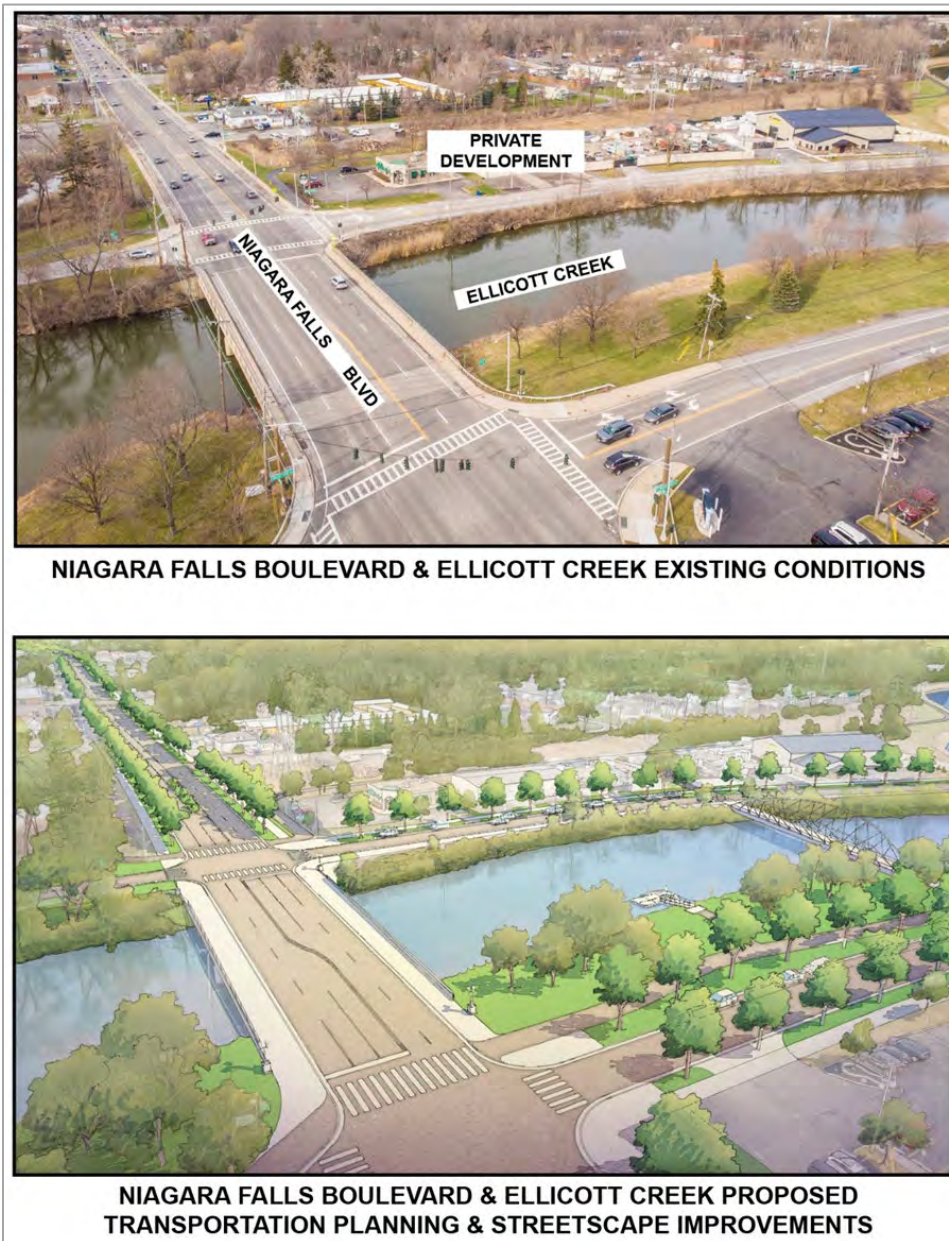 PRIVATE
DEVELOPMENT
ELLICOTT CREEK
NIAGARA FALLS BLVD
NIAGARA FALLS BOULEVARD & ELLICOTT CREEK EXISTING CONDITIONS
NIAGARA FALLS BOULEVARD & ELLICOTT CREEK PROPOSED
TRANSPORTATION PLANNING & STREETSCAPE IMPROVEMENTS